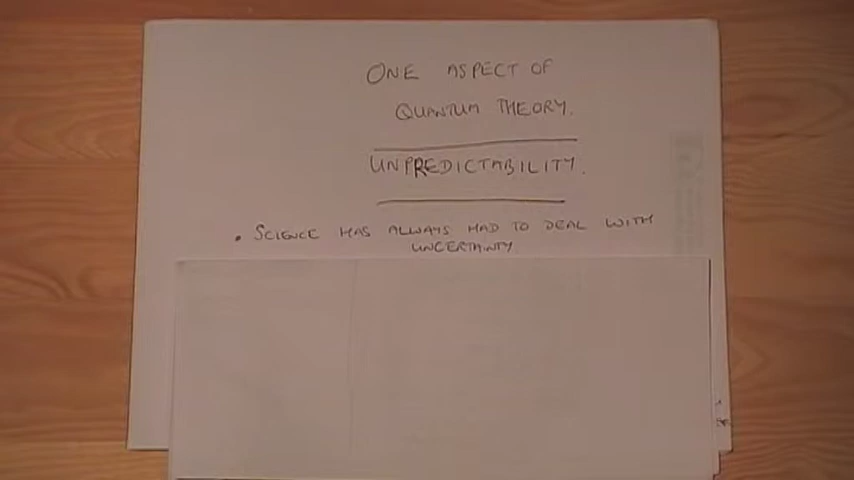 ONE ASPECT OF
QUANTUM THEORY.
UNPREDICTABILITY.
• SCIENCE HAS ALWAYS HAD TO DEAL WITH
UNCERTAINTY